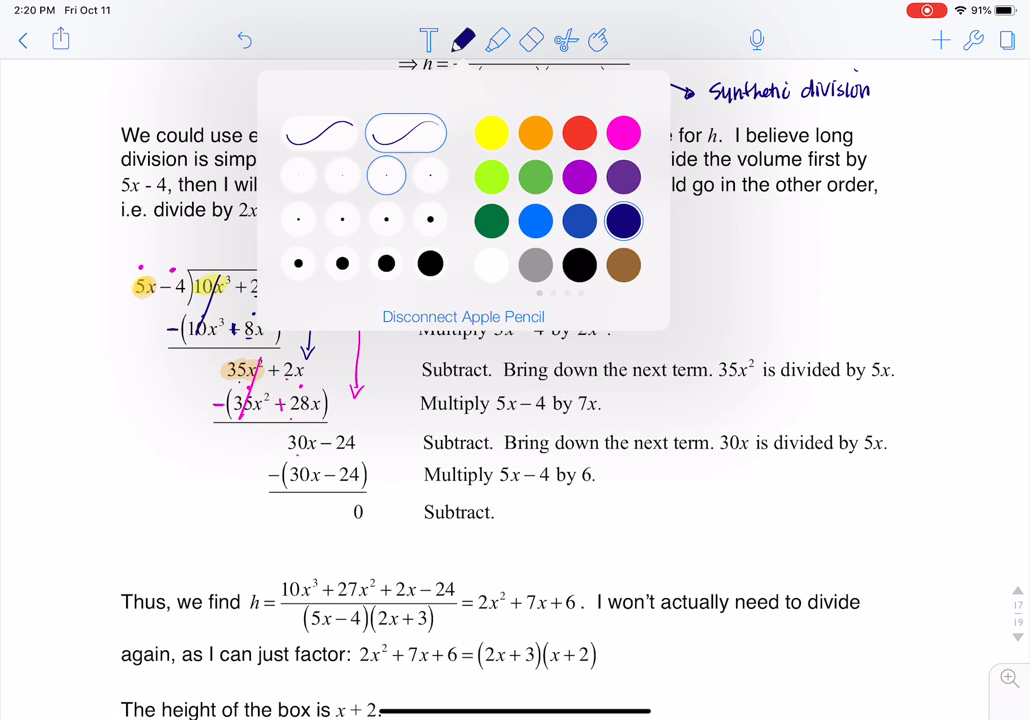 2:20 PM Fri Oct 11 91%
T
⇒ h = -
Synthetic division
We could use e for h. I believe long
division is simp ide the volume first by
5x - 4, then I wil ld go in the other order,
i.e. divide by 2x
5x − 4 10x³ + 2
−(10x³ + 8x )
Disconnect Apple Pencil
35x² + 2x Subtract. Bring down the next term. 35x² is divided by 5x.
−(35x² + 28x) Multiply 5x − 4 by 7x.
30x − 24 Subtract. Bring down the next term. 30x is divided by 5x.
−(30x − 24) Multiply 5x − 4 by 6.
0 Subtract.
Thus, we find h = (10x³ + 27x² + 2x − 24)/((5x − 4)(2x + 3)) = 2x² + 7x + 6. I won't actually need to divide
again, as I can just factor: 2x² + 7x + 6 = (2x + 3)(x + 2)
The height of the box is x + 2.
17
19